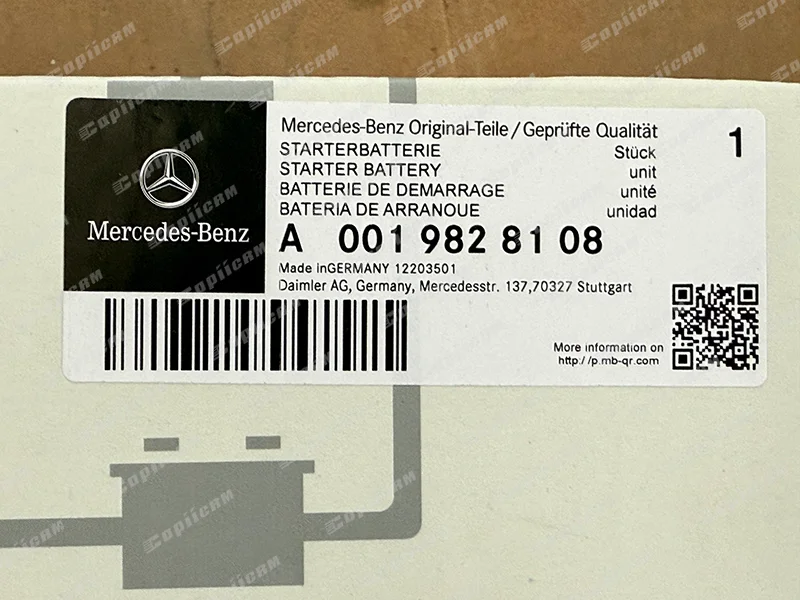 Mercedes-Benz Original-Teile / Geprüfte Qualität
1
STARTERBATTERIE Stück
STARTER BATTERY unit
BATTERIE DE DEMARRAGE unité
BATERIA DE ARRANOUE unidad
Mercedes-Benz
A 001 982 81 08
Made inGERMANY 12203501
Daimler AG, Germany, Mercedesstr. 137,70327 Stuttgart
More information on
http://p.mb-qr.com
Copiicam